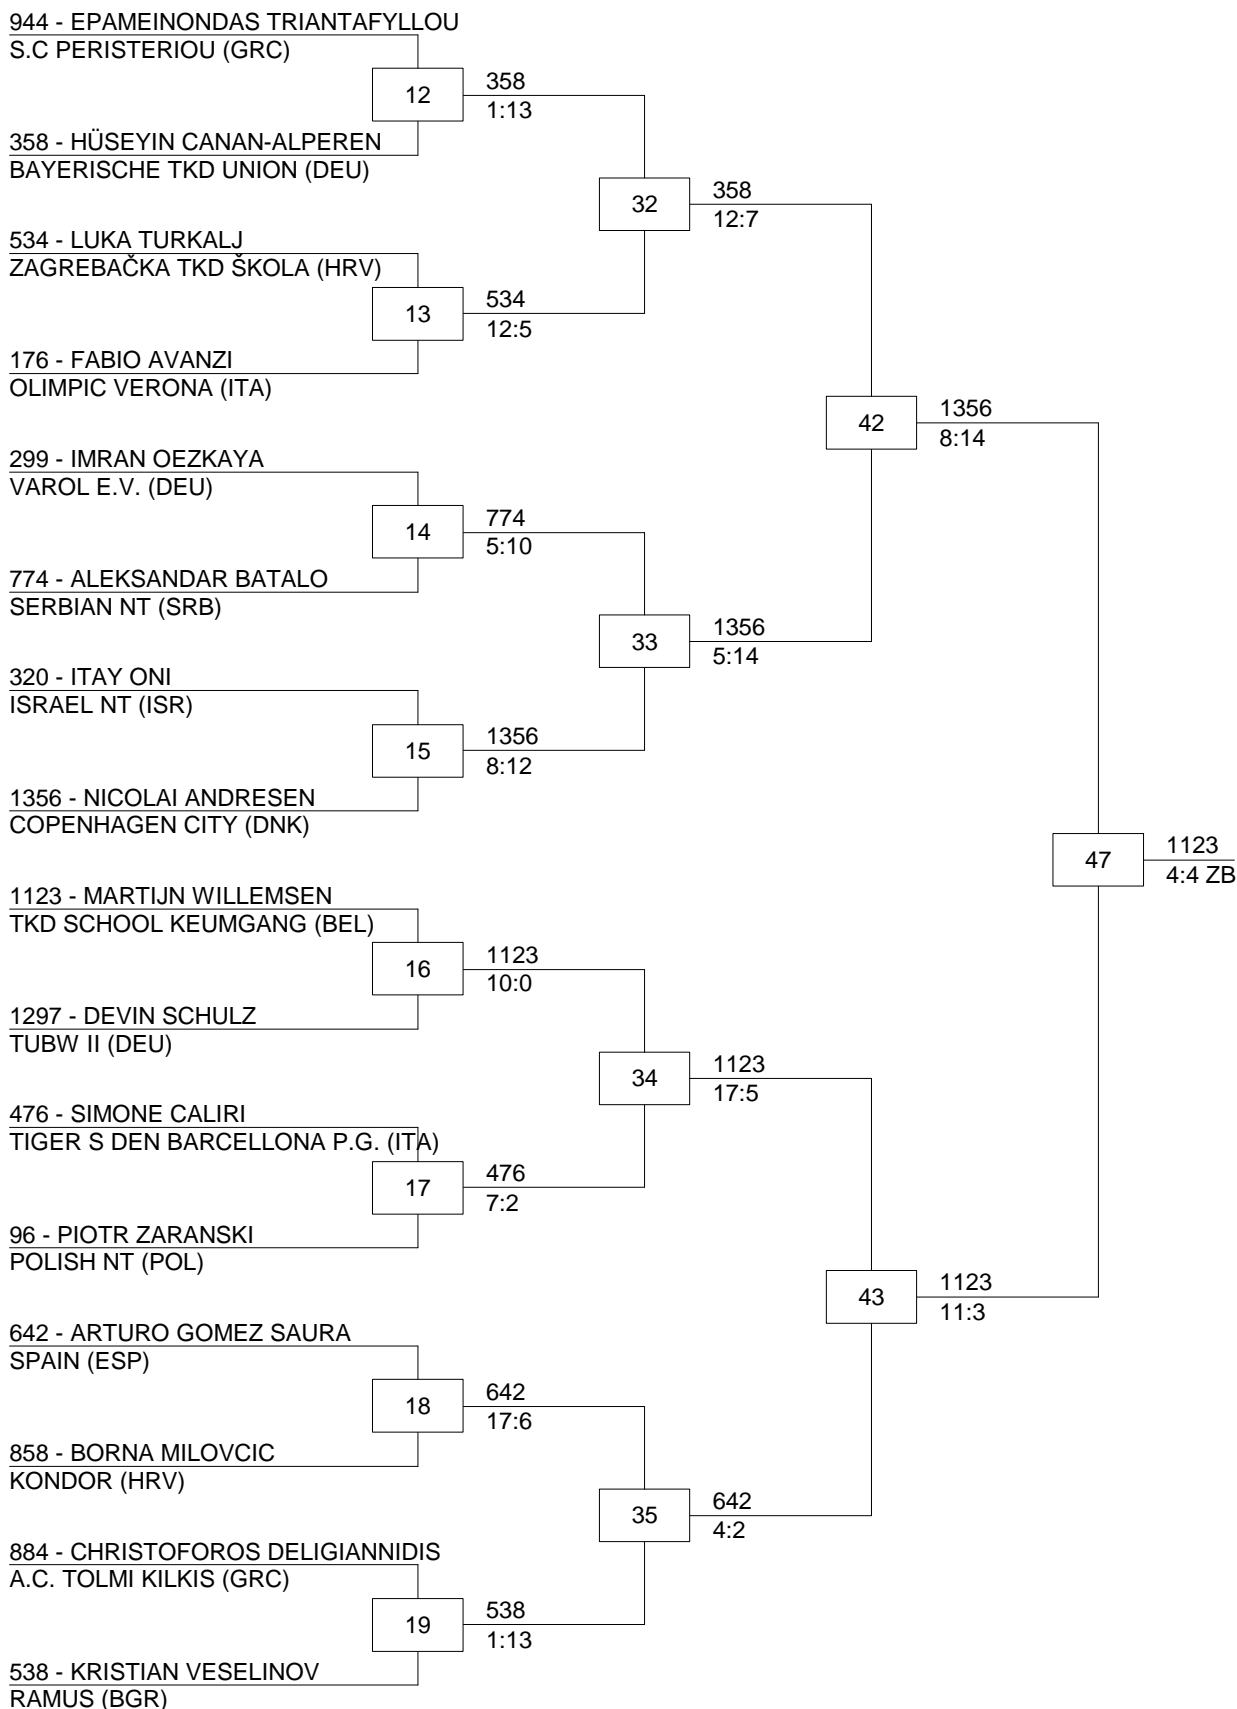 944 - EPAMEINONDAS TRIANTAFYLLOU
S.C PERISTERIOU (GRC)
12
358
1:13
358 - HÜSEYIN CANAN-ALPEREN
BAYERISCHE TKD UNION (DEU)
32
358
12:7
534 - LUKA TURKALJ
ZAGREBAČKA TKD ŠKOLA (HRV)
13
534
12:5
176 - FABIO AVANZI
OLIMPIC VERONA (ITA)
42
1356
8:14
299 - IMRAN OEZKAYA
VAROL E.V. (DEU)
14
774
5:10
774 - ALEKSANDAR BATALO
SERBIAN NT (SRB)
33
1356
5:14
320 - ITAY ONI
ISRAEL NT (ISR)
15
1356
8:12
1356 - NICOLAI ANDRESEN
COPENHAGEN CITY (DNK)
47
1123
4:4 ZB
1123 - MARTIJN WILLEMSEN
TKD SCHOOL KEUMGANG (BEL)
16
1123
10:0
1297 - DEVIN SCHULZ
TUBW II (DEU)
34
1123
17:5
476 - SIMONE CALIRI
TIGER S DEN BARCELLONA P.G. (ITA)
17
476
7:2
96 - PIOTR ZARANSKI
POLISH NT (POL)
43
1123
11:3
642 - ARTURO GOMEZ SAURA
SPAIN (ESP)
18
642
17:6
858 - BORNA MILOVCIC
KONDOR (HRV)
35
642
4:2
884 - CHRISTOFOROS DELIGIANNIDIS
A.C. TOLMI KILKIS (GRC)
19
538
1:13
538 - KRISTIAN VESELINOV
RAMUS (BGR)